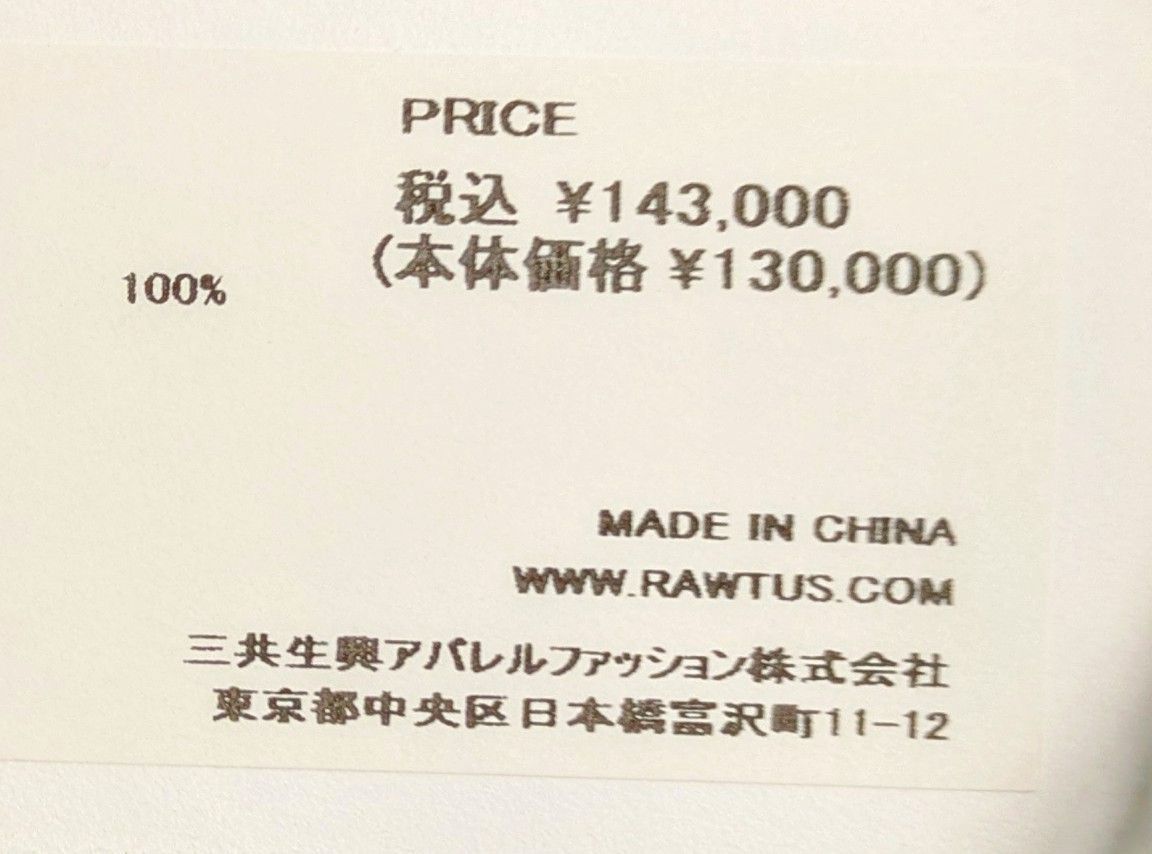 PRICE
税込 ¥143,000
(本体価格 ¥130,000)
100%
MADE IN CHINA
WWW.RAWTUS.COM
三共生興アパレルファッション株式会社
東京都中央区日本橋富沢町11-12